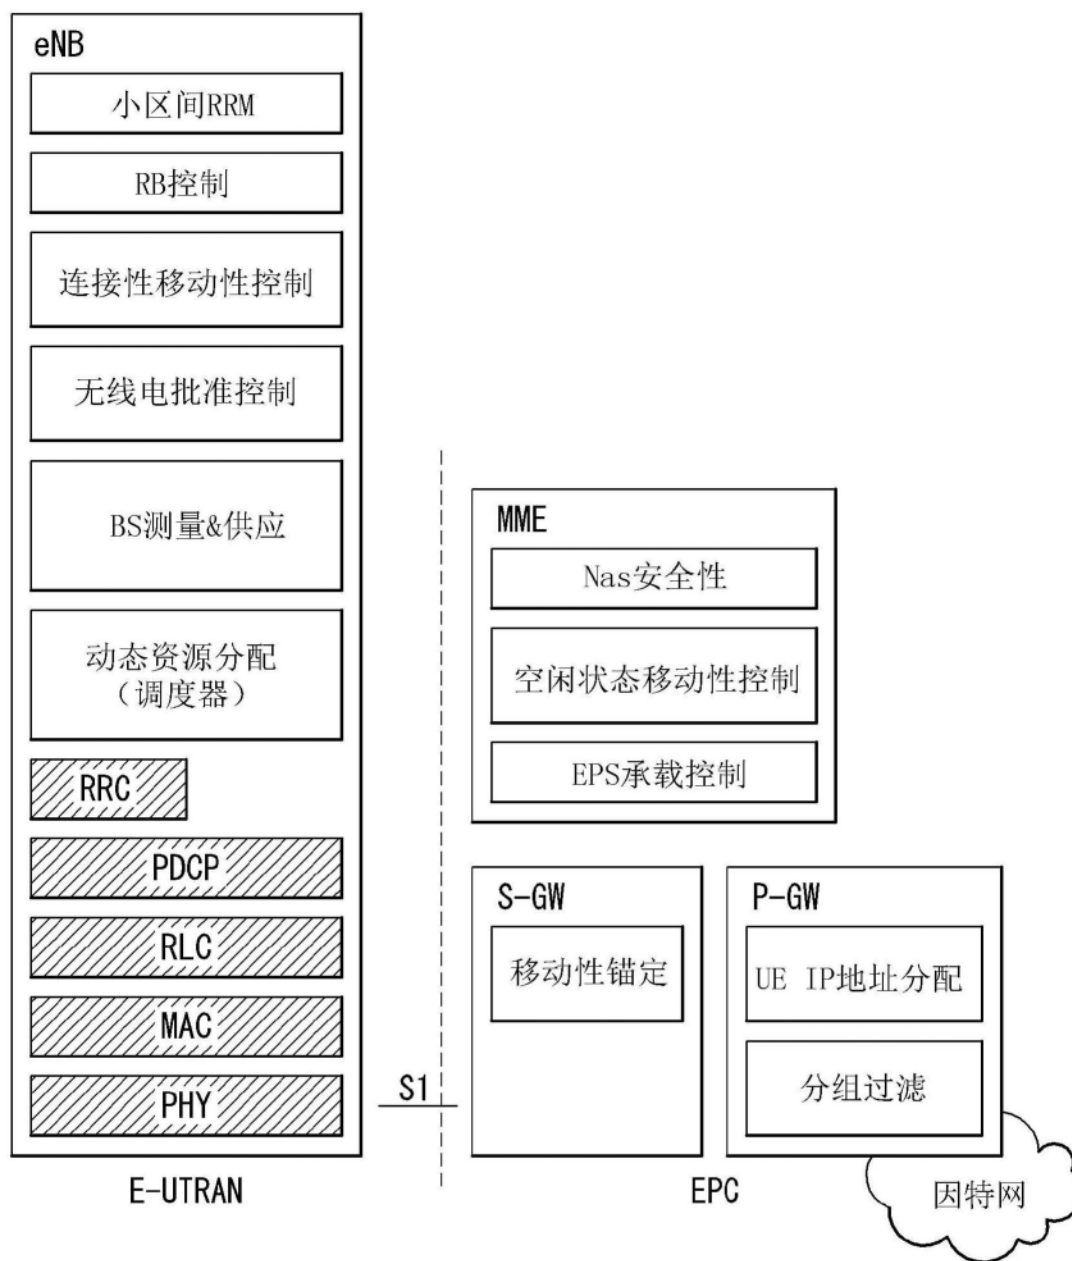 eNB
小区间RRM
RB控制
连接性移动性控制
无线电批准控制
BS测量&供应
动态资源分配
（调度器）
RRC
PDCP
RLC
MAC
PHY
E-UTRAN
S1
MME
Nas安全性
空闲状态移动性控制
EPS承载控制
S-GW
移动性锚定
P-GW
UE IP地址分配
分组过滤
EPC
因特网